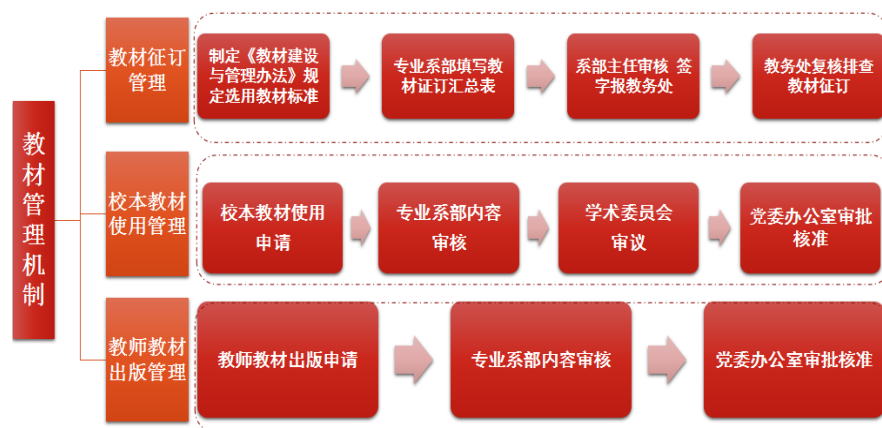 教材管理机制
教材征订
管理
制定《教材建设
与管理办法》规
定选用教材标准
专业系部填写教
材证订汇总表
系部主任审核 签
字报教务处
教务处复核排查
教材征订
校本教材
使用管理
校本教材使用
申请
专业系部内容
审核
学术委员会
审议
党委办公室审批
核准
教师教材
出版管理
教师教材出版申请
专业系部内容审核
党委办公室审批核准